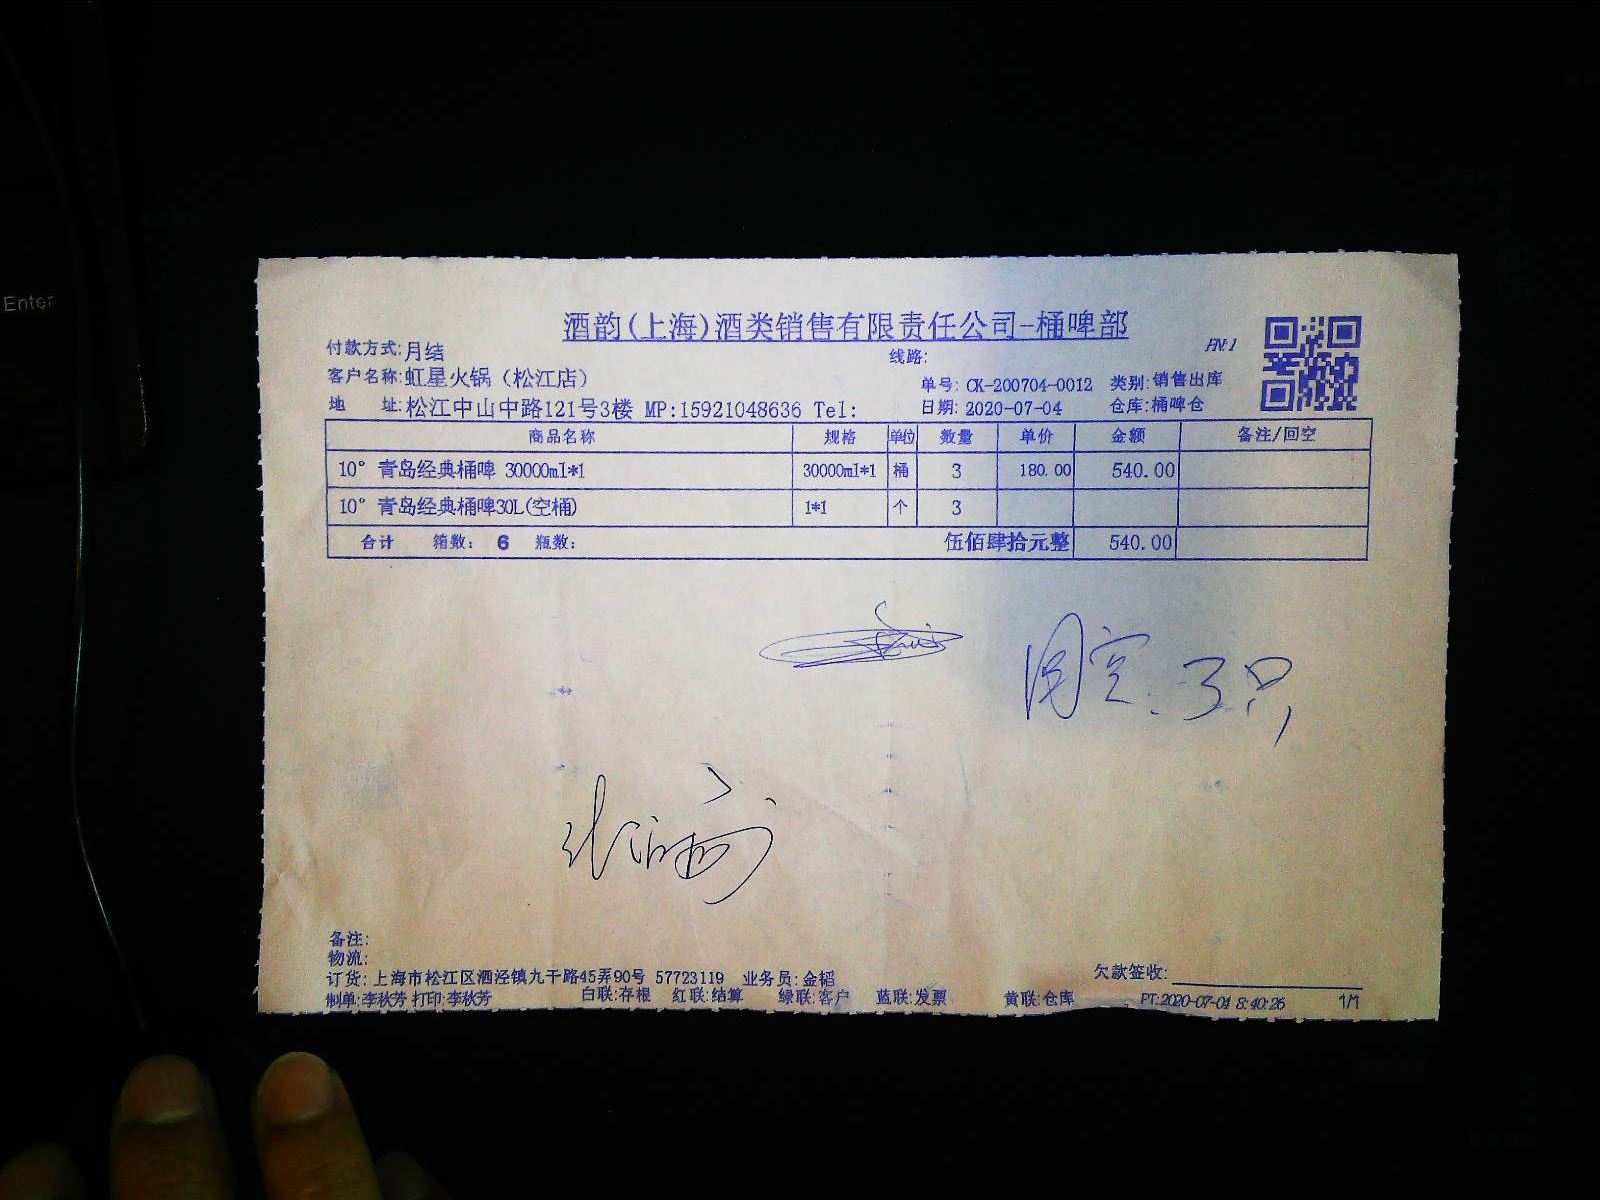 Enter
酒韵(上海)酒类销售有限责任公司-桶啤部
付款方式:月结 线路: PN-1
客户名称:虹星火锅（松江店） 单号: CK-200704-0012 类别:销售出库
地 址:松江中山中路121号3楼 MP:15921048636 Tel: 日期: 2020-07-04 仓库:桶啤仓
商品名称 规格 单位 数量 单价 金额 备注/回空
10° 青岛经典桶啤 30000ml*1 30000ml*1 桶 3 180.00 540.00
10° 青岛经典桶啤30L(空桶) 1*1 个 3
合计 箱数: 6 瓶数: 伍佰肆拾元整 540.00
回空.3只
备注:
物流:
订货: 上海市松江区泗泾镇九干路45弄90号 57723119 业务员:金韬 欠款签收:
制单:李秋芳 打印:李秋芳 白联:存根 红联:结算 绿联:客户 蓝联:发票 黄联:仓库 PT:2020-07-04 8:40:26 1/1